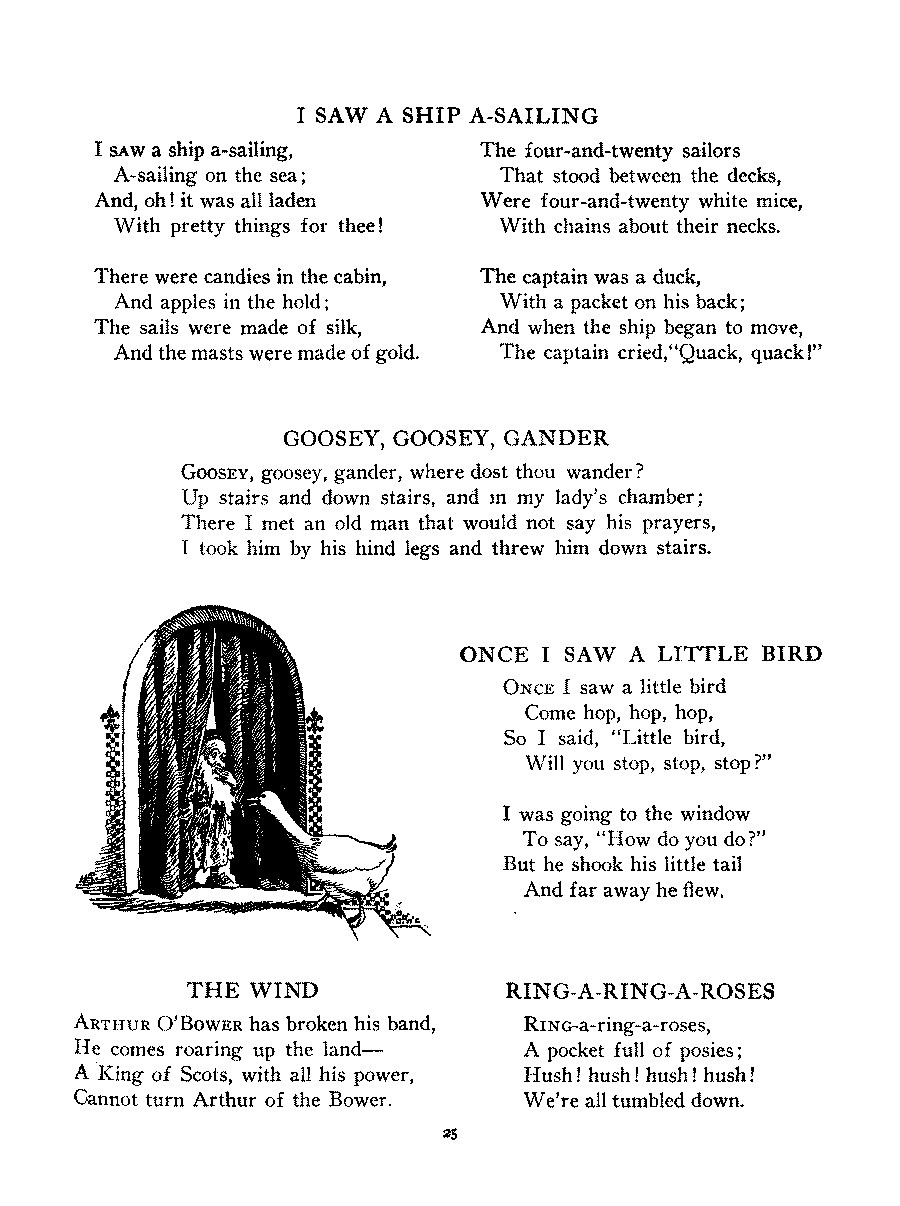 I SAW A SHIP A-SAILING
I SAW a ship a-sailing,
A-sailing on the sea;
And, oh! it was all laden
With pretty things for thee!
There were candies in the cabin,
And apples in the hold;
The sails were made of silk,
And the masts were made of gold.
The four-and-twenty sailors
That stood between the decks,
Were four-and-twenty white mice,
With chains about their necks.
The captain was a duck,
With a packet on his back;
And when the ship began to move,
The captain cried,"Quack, quack!"
GOOSEY, GOOSEY, GANDER
GOOSEY, goosey, gander, where dost thou wander?
Up stairs and down stairs, and in my lady's chamber;
There I met an old man that would not say his prayers,
I took him by his hind legs and threw him down stairs.
ONCE I SAW A LITTLE BIRD
ONCE I saw a little bird
Come hop, hop, hop,
So I said, "Little bird,
Will you stop, stop, stop?"
I was going to the window
To say, "How do you do?"
But he shook his little tail
And far away he flew.
THE WIND
ARTHUR O'BOWER has broken his band,
He comes roaring up the land—
A King of Scots, with all his power,
Cannot turn Arthur of the Bower.
RING-A-RING-A-ROSES
RING-a-ring-a-roses,
A pocket full of posies;
Hush! hush! hush! hush!
We're all tumbled down.
25